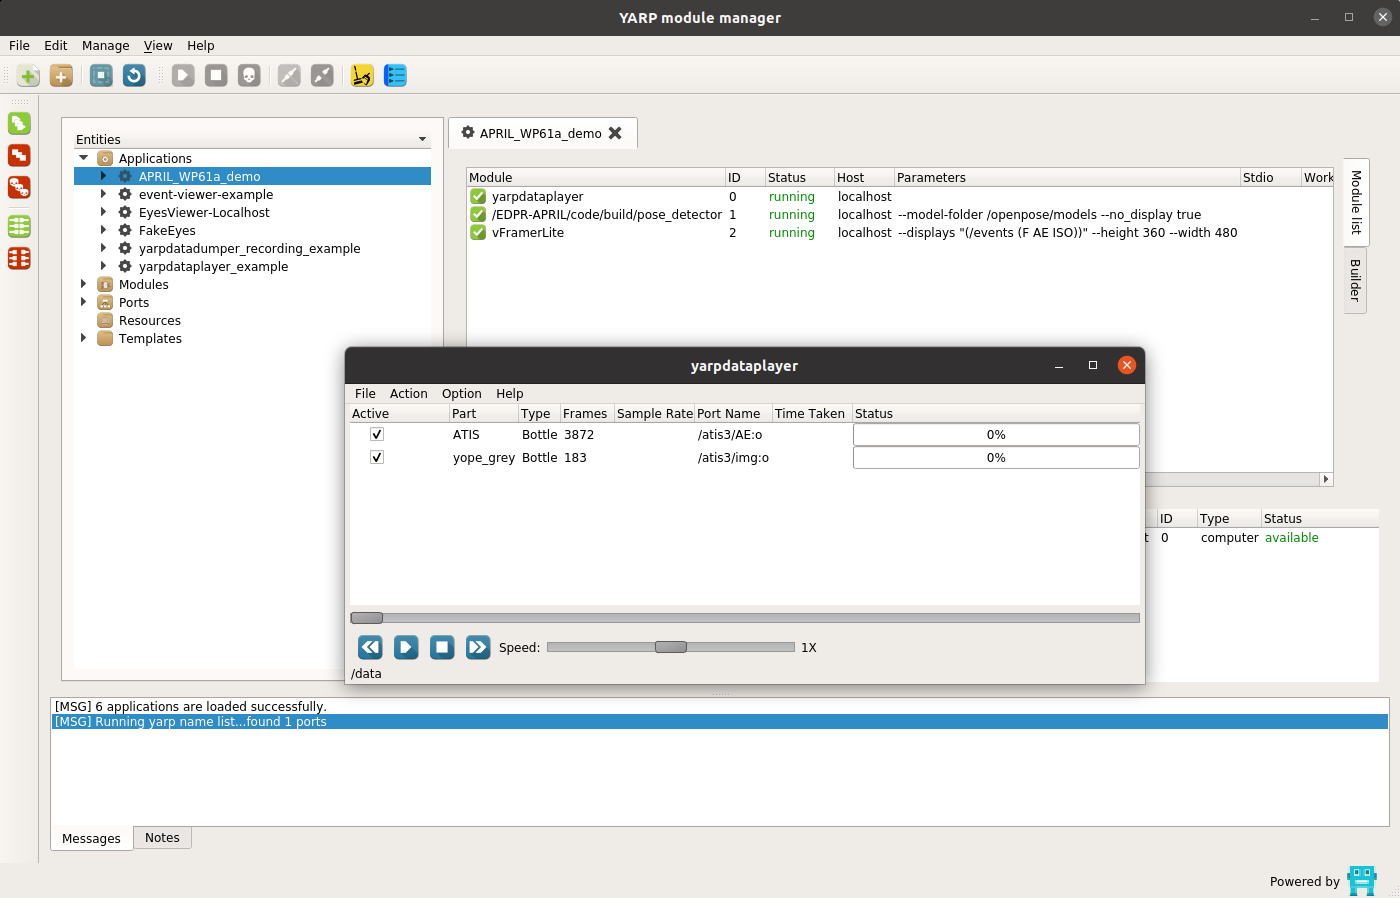 YARP module manager
File Edit Manage View Help
Entities
Applications
APRIL_WP61a_demo
event-viewer-example
EyesViewer-Localhost
FakeEyes
yarpdatadumper_recording_example
yarpdataplayer_example
Modules
Ports
Resources
Templates
APRIL_WP61a_demo
Module ID Status Host Parameters Stdio Work
yarpdataplayer 0 running localhost
/EDPR-APRIL/code/build/pose_detector 1 running localhost --model-folder /openpose/models --no_display true
vFramerLite 2 running localhost --displays "(/events (F AE ISO))" --height 360 --width 480
Module list
Builder
yarpdataplayer
File Action Option Help
Active Part Type Frames Sample Rate Port Name Time Taken Status
ATIS Bottle 3872 /atis3/AE:o 0%
yope_grey Bottle 183 /atis3/img:o 0%
Speed: 1X
/data
ID Type Status
t 0 computer available
[MSG] 6 applications are loaded successfully.
[MSG] Running yarp name list...found 1 ports
Messages Notes
Powered by